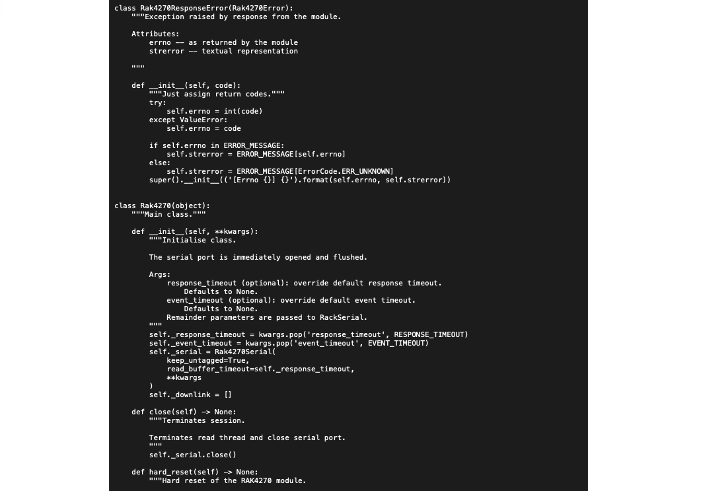 class Rak4270ResponseError(Rak4270Error):
    """Exception raised by response from the module.

    Attributes:
        errno -- as returned by the module
        strerror -- textual representation

    """

    def __init__(self, code):
        """Just assign return codes."""
        try:
            self.errno = int(code)
        except ValueError:
            self.errno = code

        if self.errno in ERROR_MESSAGE:
            self.strerror = ERROR_MESSAGE[self.errno]
        else:
            self.strerror = ERROR_MESSAGE[ErrorCode.ERR_UNKNOWN]
        super().__init__(('[Errno {}] {}').format(self.errno, self.strerror))


class Rak4270(object):
    """Main class."""

    def __init__(self, **kwargs):
        """Initialise class.

        The serial port is immediately opened and flushed.

        Args:
            response_timeout (optional): override default response timeout.
                Defaults to None.
            event_timeout (optional): override default event timeout.
                Defaults to None.
            Remainder parameters are passed to RackSerial.
        """
        self._response_timeout = kwargs.pop('response_timeout', RESPONSE_TIMEOUT)
        self._event_timeout = kwargs.pop('event_timeout', EVENT_TIMEOUT)
        self._serial = Rak4270Serial(
            keep_untagged=True,
            read_buffer_timeout=self._response_timeout,
            **kwargs
        )
        self._downlink = []

    def close(self) -> None:
        """Terminates session.

        Terminates read thread and close serial port.
        """
        self._serial.close()

    def hard_reset(self) -> None:
        """Hard reset of the RAK4270 module.